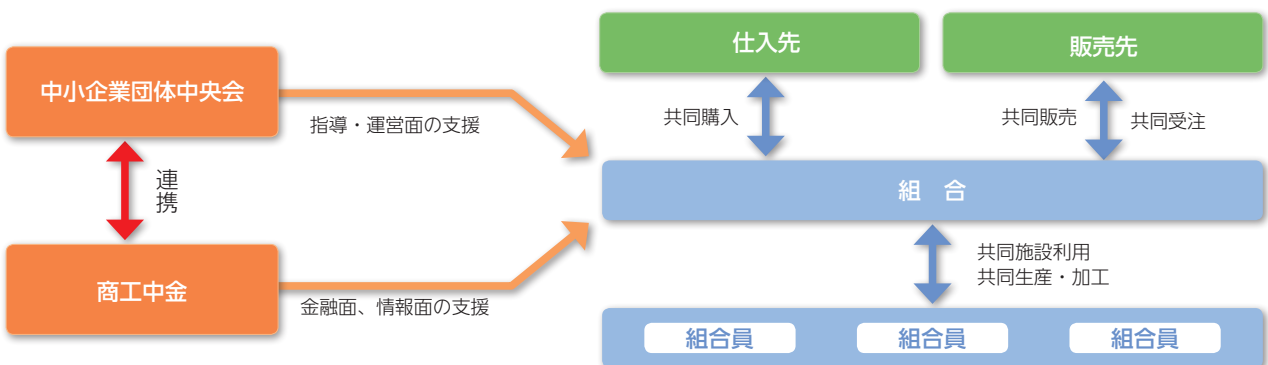 中小企業団体中央会
指導・運営面の支援
連携
商工中金
金融面、情報面の支援
仕入先
販売先
共同購入
共同販売
共同受注
組　合
共同施設利用
共同生産・加工
組合員
組合員
組合員